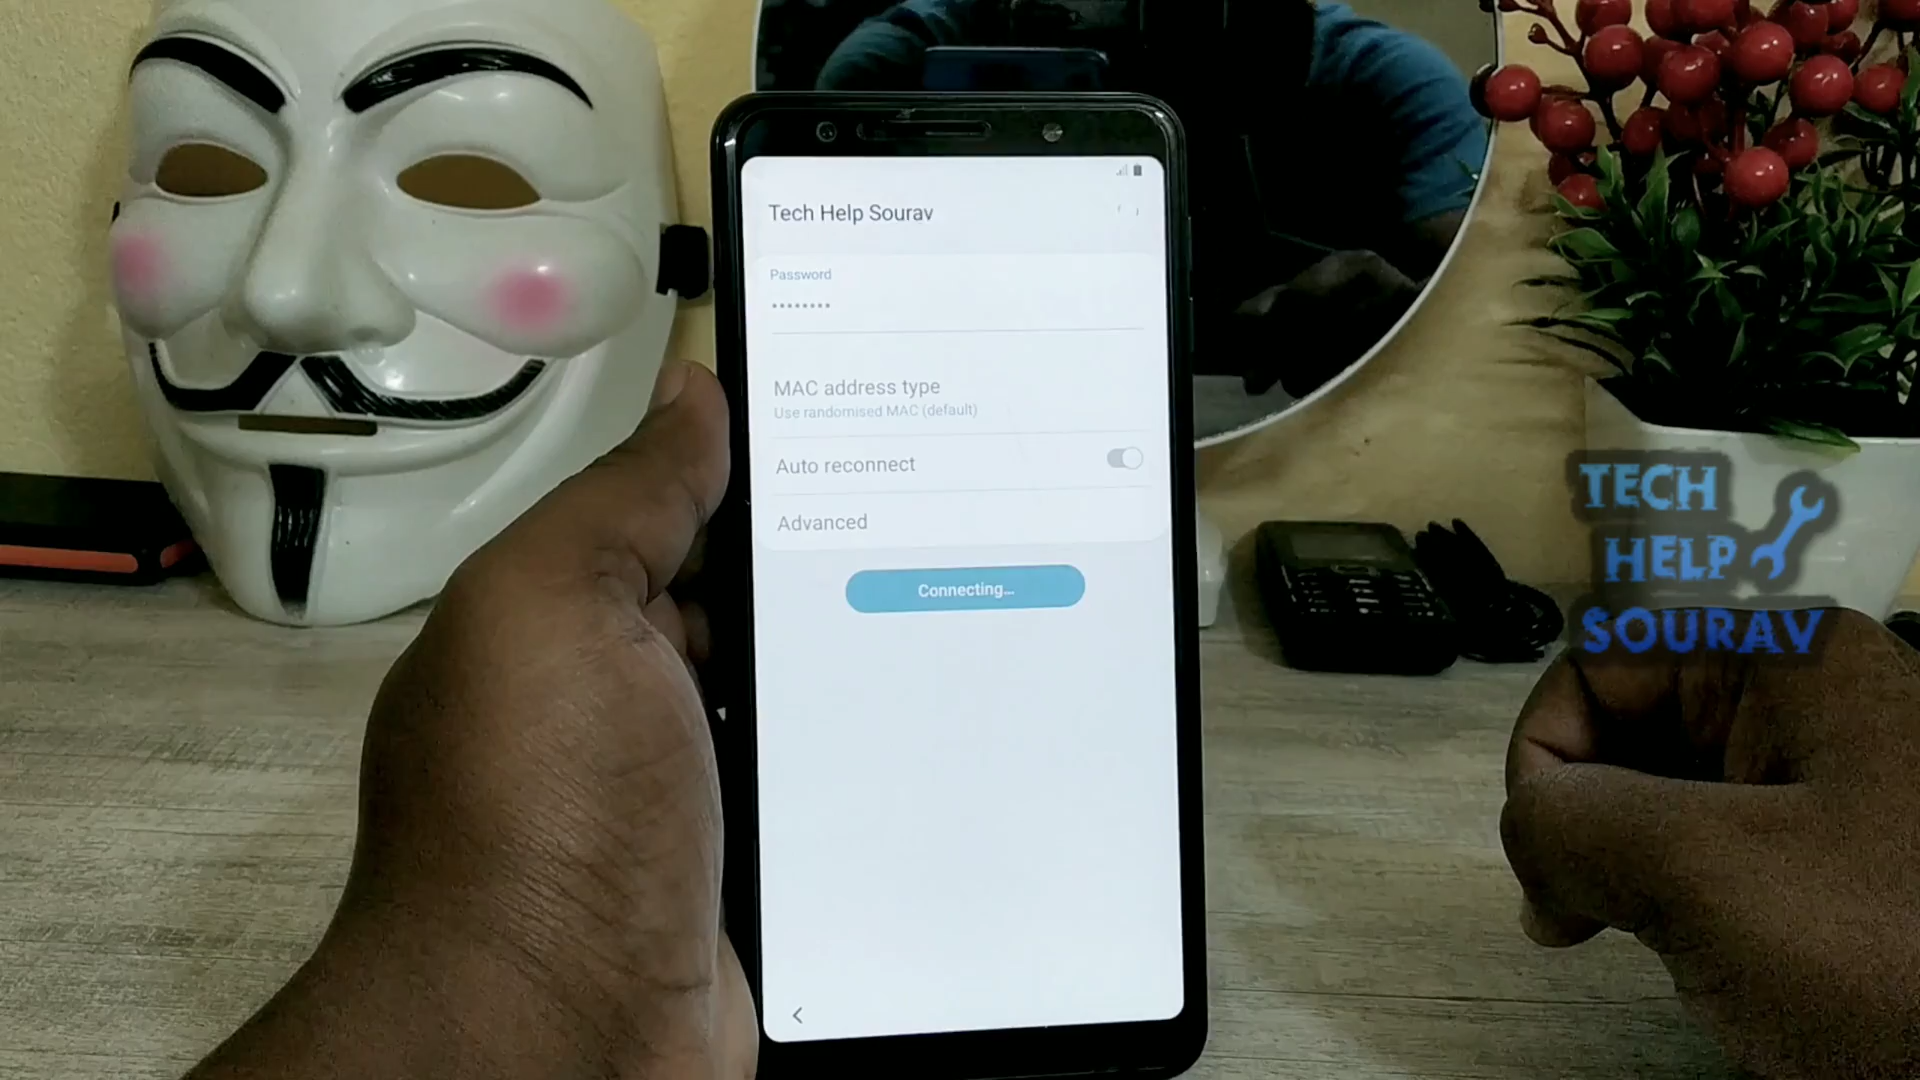 Tech Help Sourav
Password
••••••••
MAC address type
Use randomised MAC (default)
Auto reconnect
Advanced
Connecting...
TECH
HELP
SOURAV